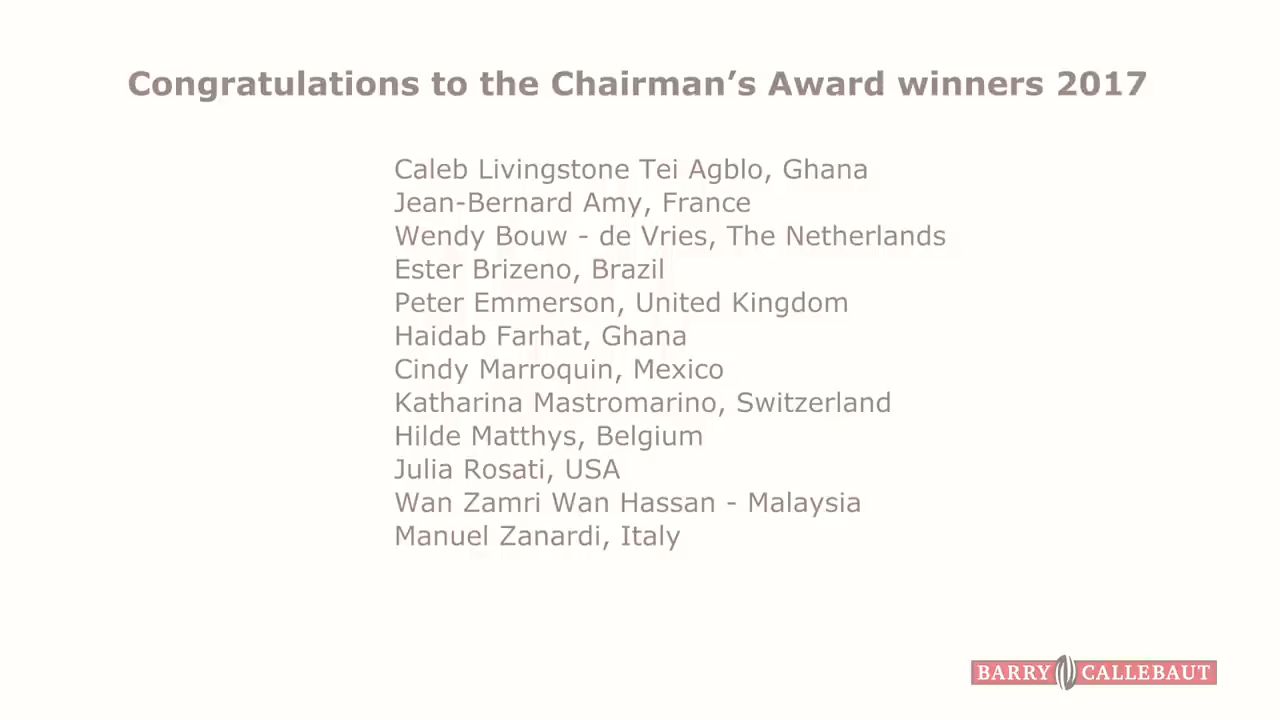 Congratulations to the Chairman’s Award winners 2017
Caleb Livingstone Tei Agblo, Ghana
Jean-Bernard Amy, France
Wendy Bouw - de Vries, The Netherlands
Ester Brizeno, Brazil
Peter Emmerson, United Kingdom
Haidab Farhat, Ghana
Cindy Marroquin, Mexico
Katharina Mastromarino, Switzerland
Hilde Matthys, Belgium
Julia Rosati, USA
Wan Zamri Wan Hassan - Malaysia
Manuel Zanardi, Italy
BARRY CALLEBAUT